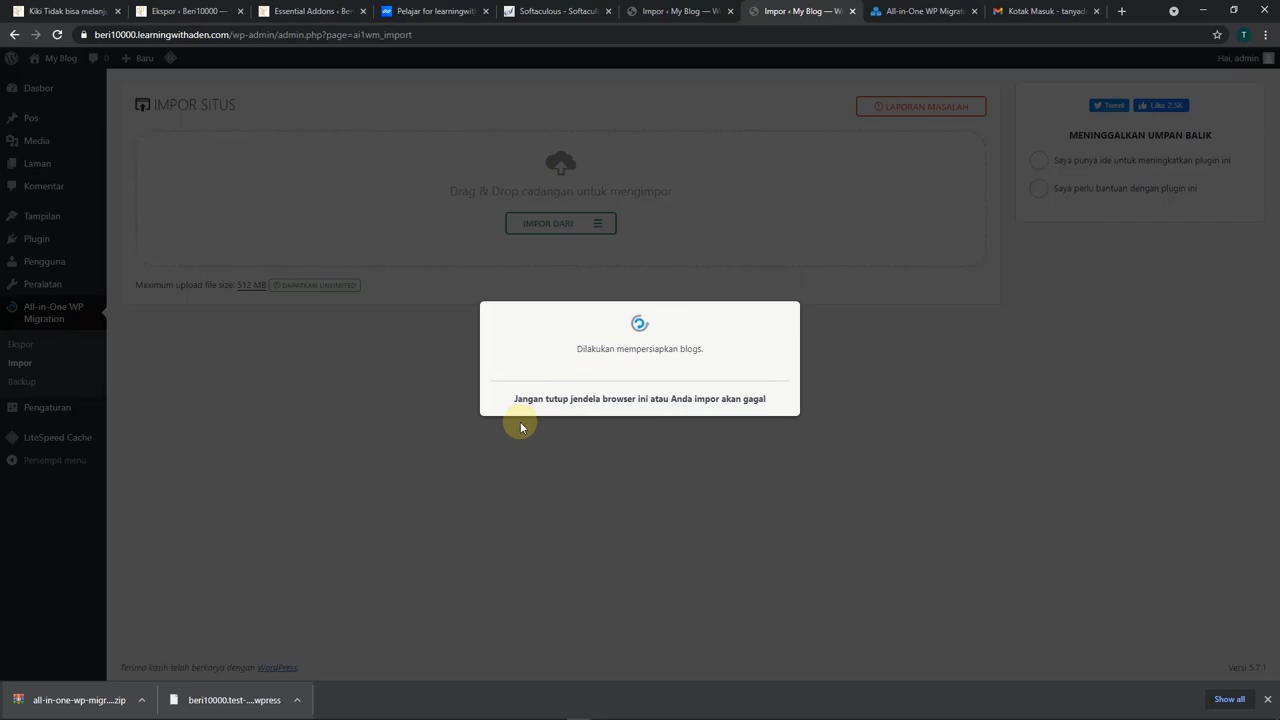 Kiki Tidak bisa melanju
Ekspor ‹ Beri10000 —
Essential Addons ‹ Ber
Pelajar for learningwith
Softaculous - Softacul
Impor ‹ My Blog — W
Impor ‹ My Blog — W
All-in-One WP Migrat
Kotak Masuk - tanyad
beri10000.learningwithaden.com/wp-admin/admin.php?page=ai1wm_import
T
My Blog
0
Baru
Hai, admin
Dasbor
Pos
Media
Laman
Komentar
Tampilan
Plugin
Pengguna
Peralatan
All-in-One WP
Migration
Ekspor
Impor
Backup
Pengaturan
LiteSpeed Cache
Persempit menu
IMPOR SITUS
LAPORAN MASALAH
Drag & Drop cadangan untuk mengimpor
IMPOR DARI
Maximum upload file size: 512 MB
DAPATKAN UNLIMITED
Tweet
Like 2.5K
MENINGGALKAN UMPAN BALIK
Saya punya ide untuk meningkatkan plugin ini
Saya perlu bantuan dengan plugin ini
Dilakukan mempersiapkan blogs.
Jangan tutup jendela browser ini atau Anda impor akan gagal
Terima kasih telah berkarya dengan WordPress.
Versi 5.7.1
all-in-one-wp-migr....zip
beri10000.test-....wpress
Show all